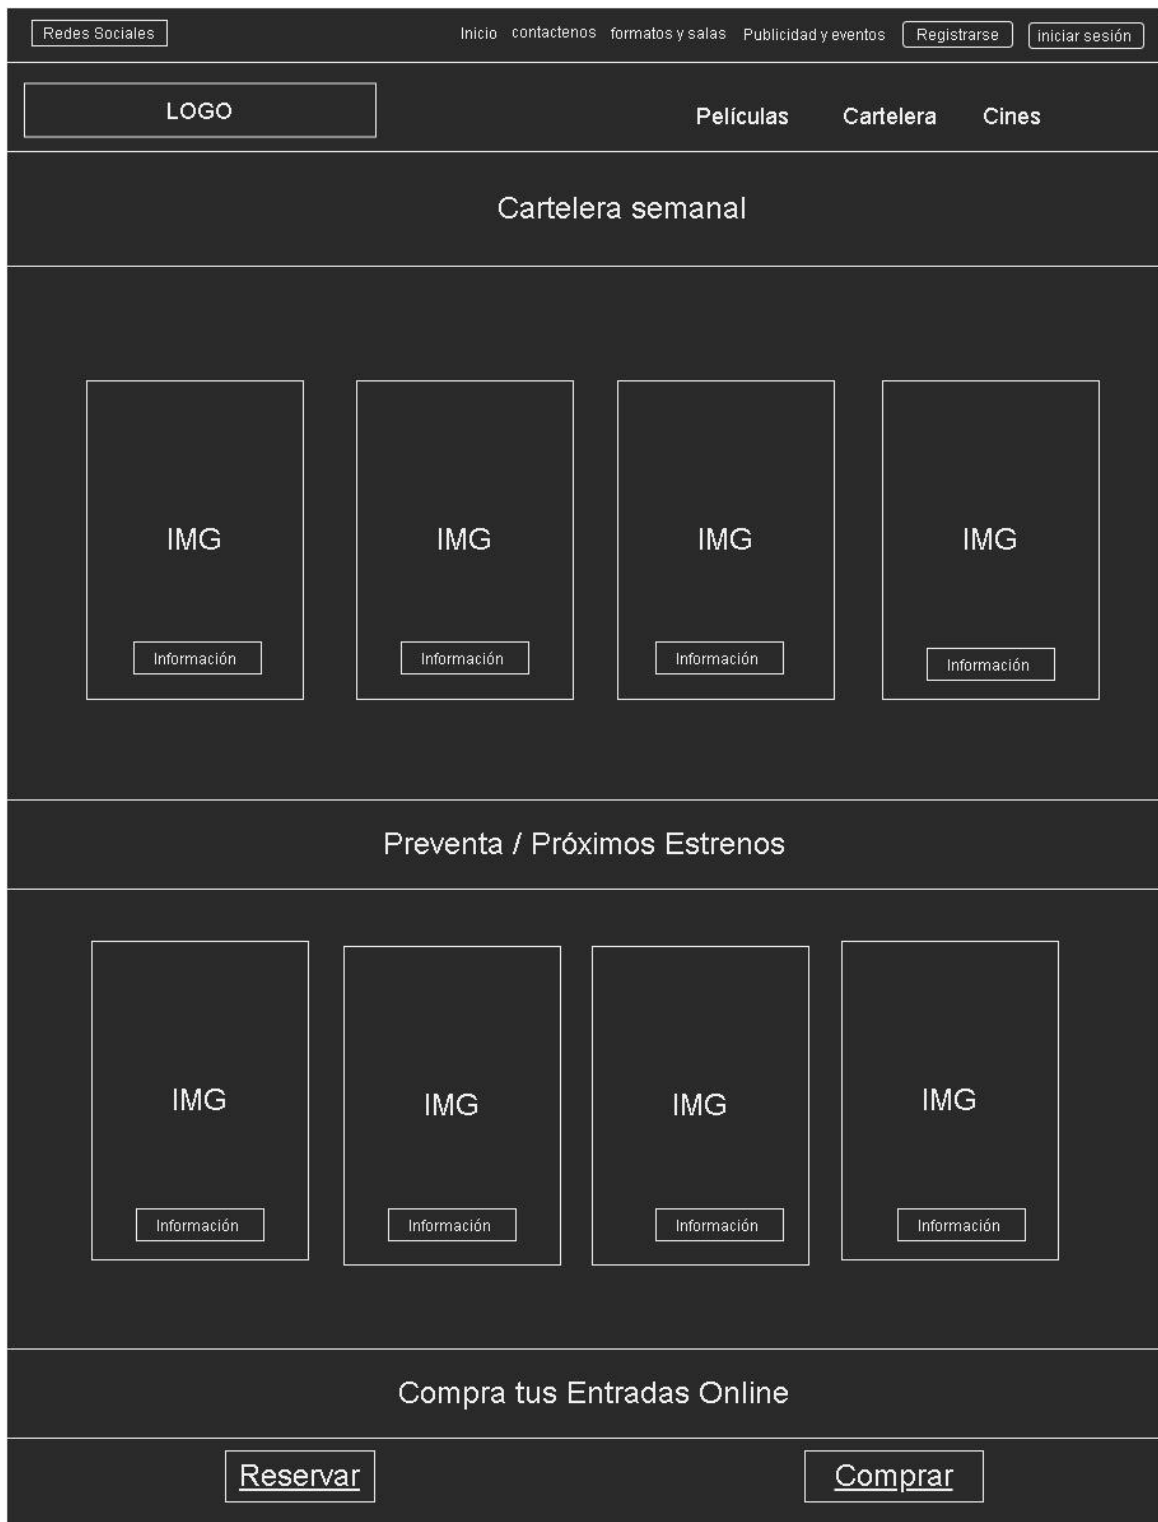 Redes Sociales Inicio contactenos formatos y salas Publicidad y eventos Registrarse iniciar sesión
LOGO Películas Cartelera Cines
Cartelera semanal
IMG IMG IMG IMG
Información Información Información Información
Preventa / Próximos Estrenos
IMG IMG IMG IMG
Información Información Información Información
Compra tus Entradas Online
Reservar Comprar